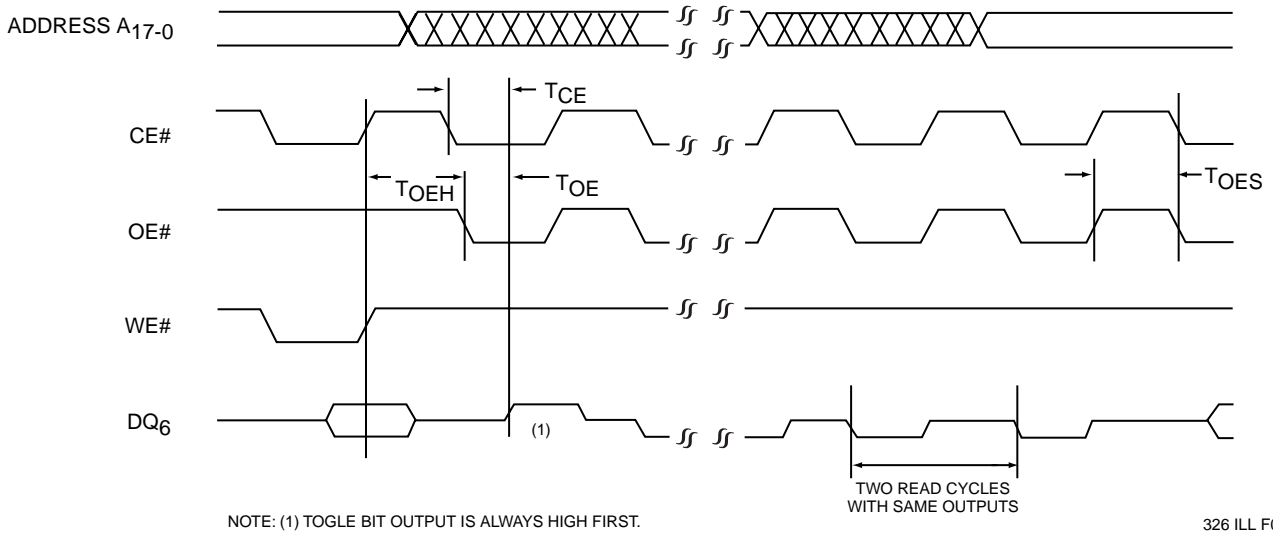 ADDRESS A17-0
TCE
CE#
TOEH
TOE
TOES
OE#
WE#
DQ6
(1)
TWO READ CYCLES
WITH SAME OUTPUTS
NOTE: (1) TOGLE BIT OUTPUT IS ALWAYS HIGH FIRST.
326 ILL